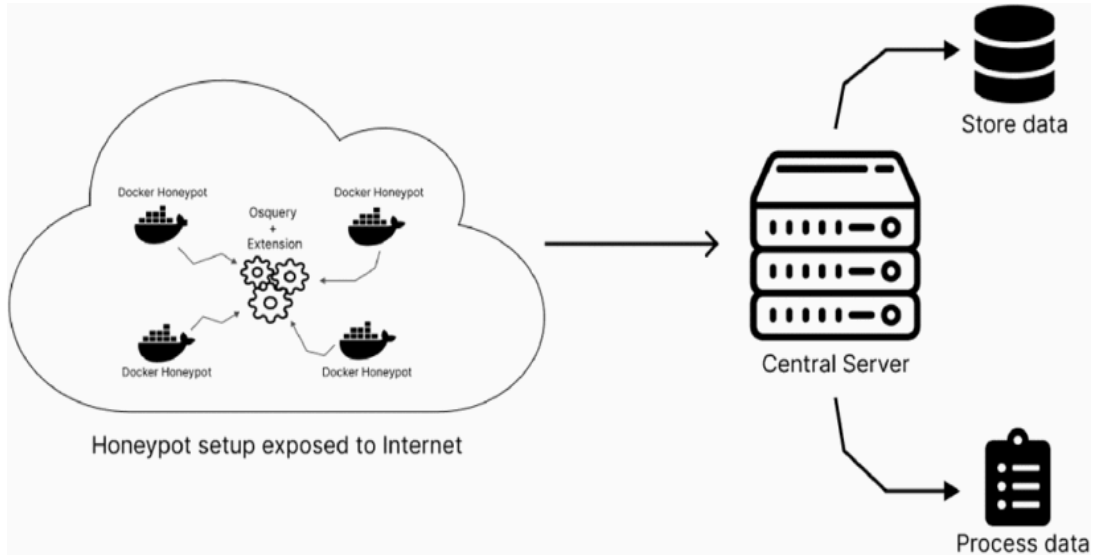 Store data
Docker Honeypot
Docker Honeypot
Osquery
+
Extension
Docker Honeypot
Docker Honeypot
Central Server
Honeypot setup exposed to Internet
Process data